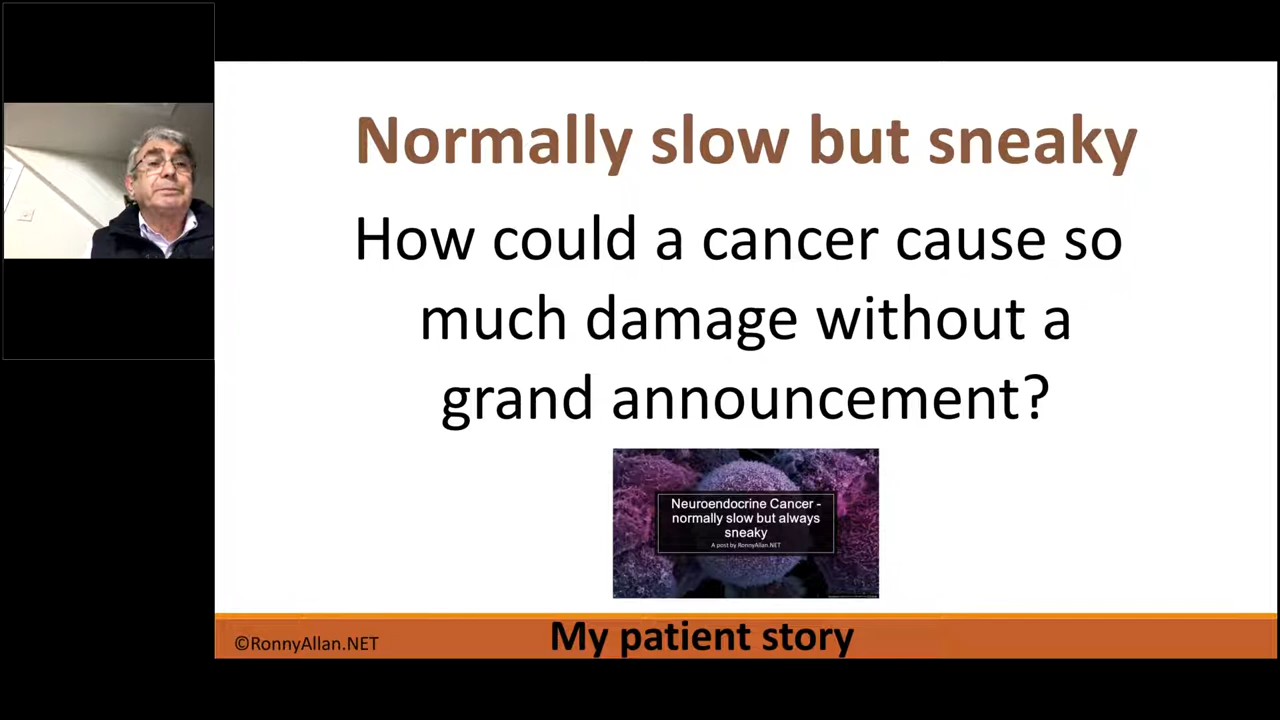 Normally slow but sneaky
How could a cancer cause so
much damage without a
grand announcement?
Neuroendocrine Cancer -
normally slow but always
sneaky
A post by RonnyAllan.NET
©RonnyAllan.NET
My patient story